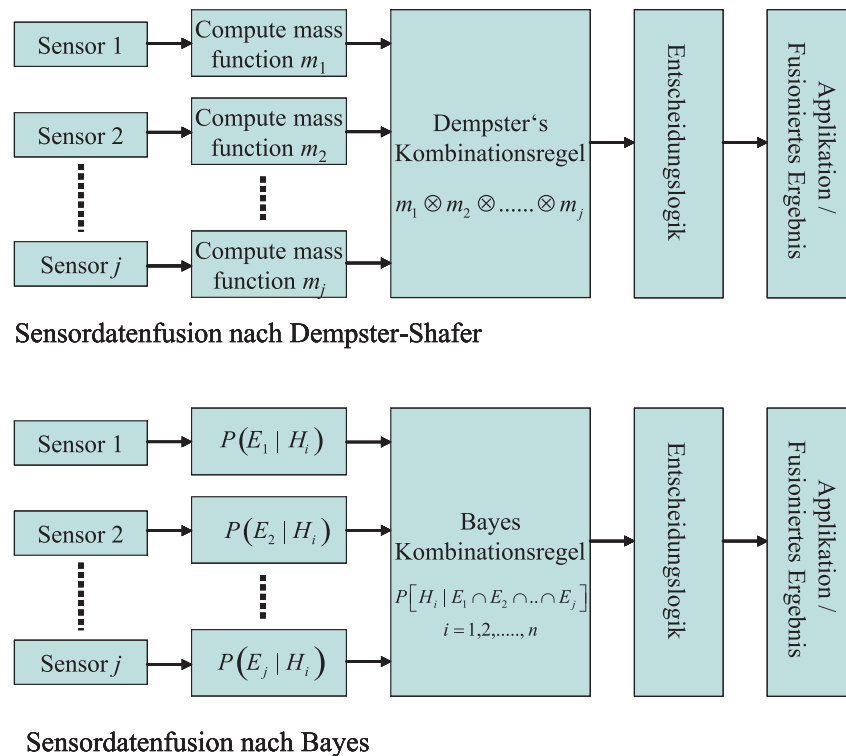 Sensor 1
Compute mass
function m₁
Sensor 2
Compute mass
function m₂
Sensor j
Compute mass
function mⱼ
Dempster‘s
Kombinationsregel
m₁ ⊗ m₂ ⊗ ...... ⊗ mⱼ
Entscheidungslogik
Applikation /
Fusioniertes Ergebnis
Sensordatenfusion nach Dempster-Shafer
Sensor 1
P(E₁ | Hᵢ)
Sensor 2
P(E₂ | Hᵢ)
Sensor j
P(Eⱼ | Hᵢ)
Bayes
Kombinationsregel
P[Hᵢ | E₁ ∩ E₂ ∩ .. ∩ Eⱼ]
i = 1,2,....., n
Entscheidungslogik
Applikation /
Fusioniertes Ergebnis
Sensordatenfusion nach Bayes